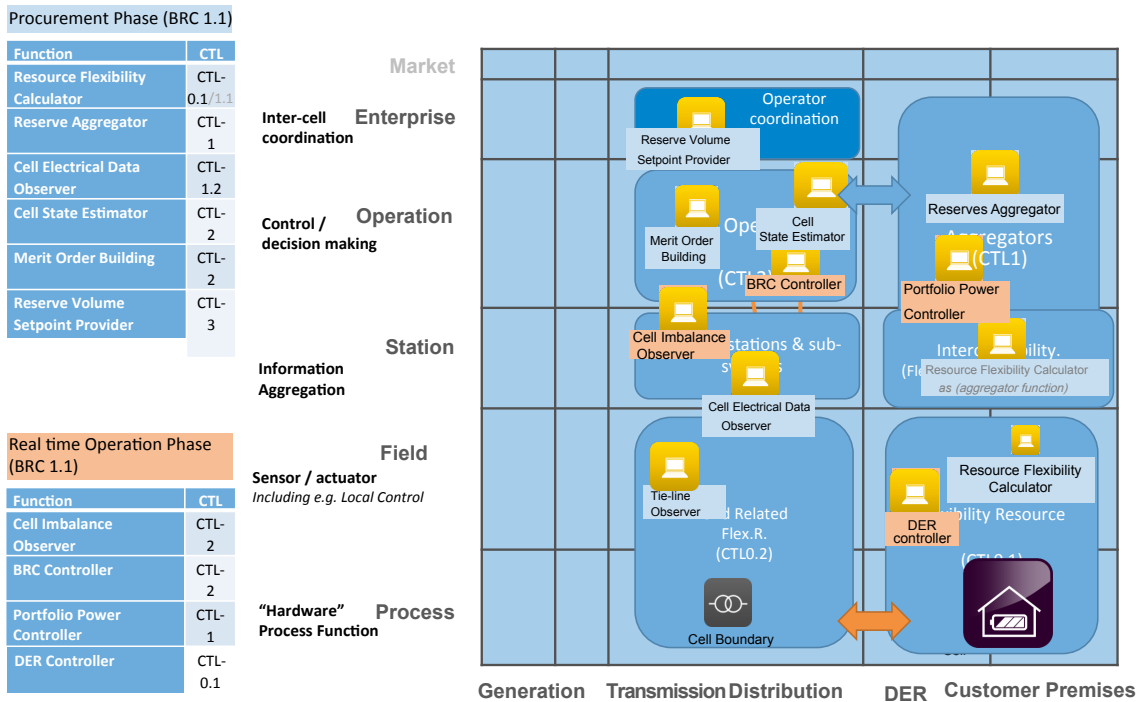 Procurement Phase (BRC 1.1)
Function CTL
Resource Flexibility CTL-
Calculator 0.1/1.1
Reserve Aggregator CTL-
1
Cell Electrical Data CTL-
Observer 1.2
Cell State Estimator CTL-
2
Merit Order Building CTL-
2
Reserve Volume CTL-
Setpoint Provider 3
Real time Operation Phase
(BRC 1.1)
Function CTL
Cell Imbalance CTL-
Observer 2
BRC Controller CTL-
2
Portfolio Power CTL-
Controller 1
DER Controller CTL-
0.1
Inter-cell
coordination
Control /
decision making
Information
Aggregation
Sensor / actuator
Including e.g. Local Control
“Hardware”
Process Function
Market
Enterprise
Operation
Station
Field
Process
Operator
coordination
Reserve Volume
Setpoint Provider
Cell
State Estimator
Merit Order
Building
BRC Controller
Reserves Aggregator
Aggregators
(CTL1)
Portfolio Power
Controller
Cell Imbalance
Observer
stations & sub-
Cell Electrical Data
Observer
Resource Flexibility Calculator
as (aggregator function)
Tie-line
Observer
Related
Flex.R.
(CTL0.2)
Cell Boundary
Resource Flexibility
Calculator
DER
controller
Resource
(CTL0.1)
Generation Transmission Distribution DER Customer Premises